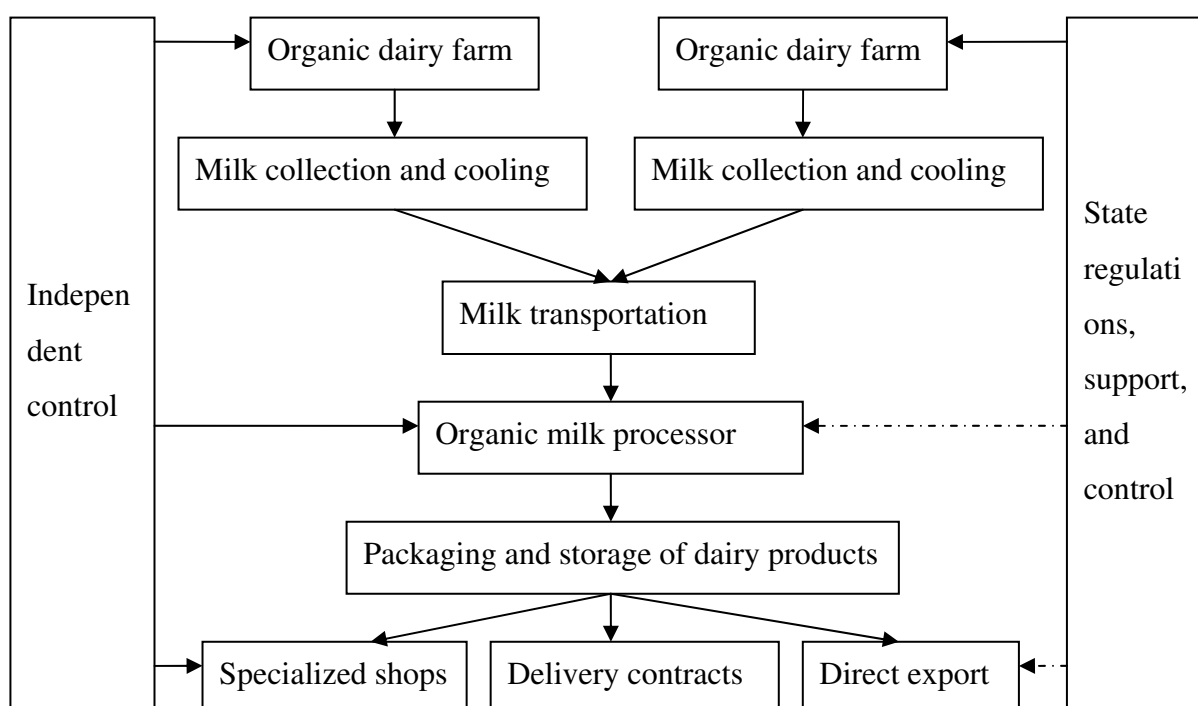 Organic dairy farm
Organic dairy farm
Milk collection and cooling
Milk collection and cooling
Indepen
dent
control
State
regulati
ons,
support,
and
control
Milk transportation
Organic milk processor
Packaging and storage of dairy products
Specialized shops
Delivery contracts
Direct export